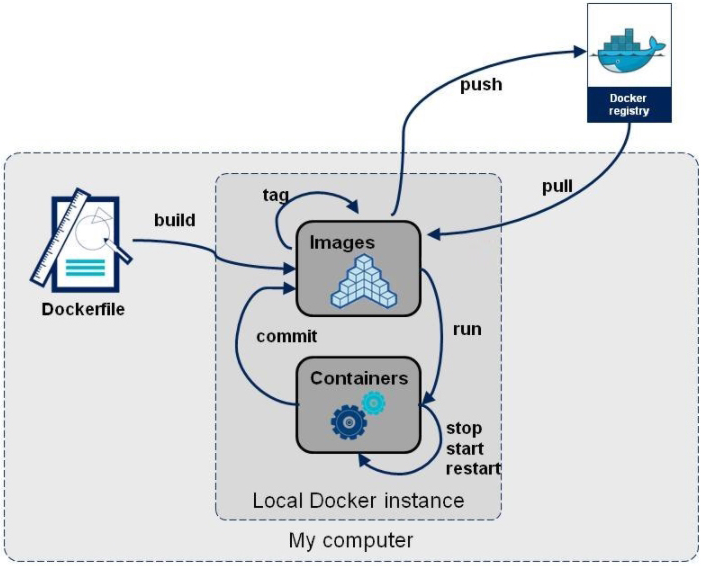 push
Docker
registry
tag
pull
build
Images
Dockerfile
commit
run
Containers
stop
start
restart
Local Docker instance
My computer